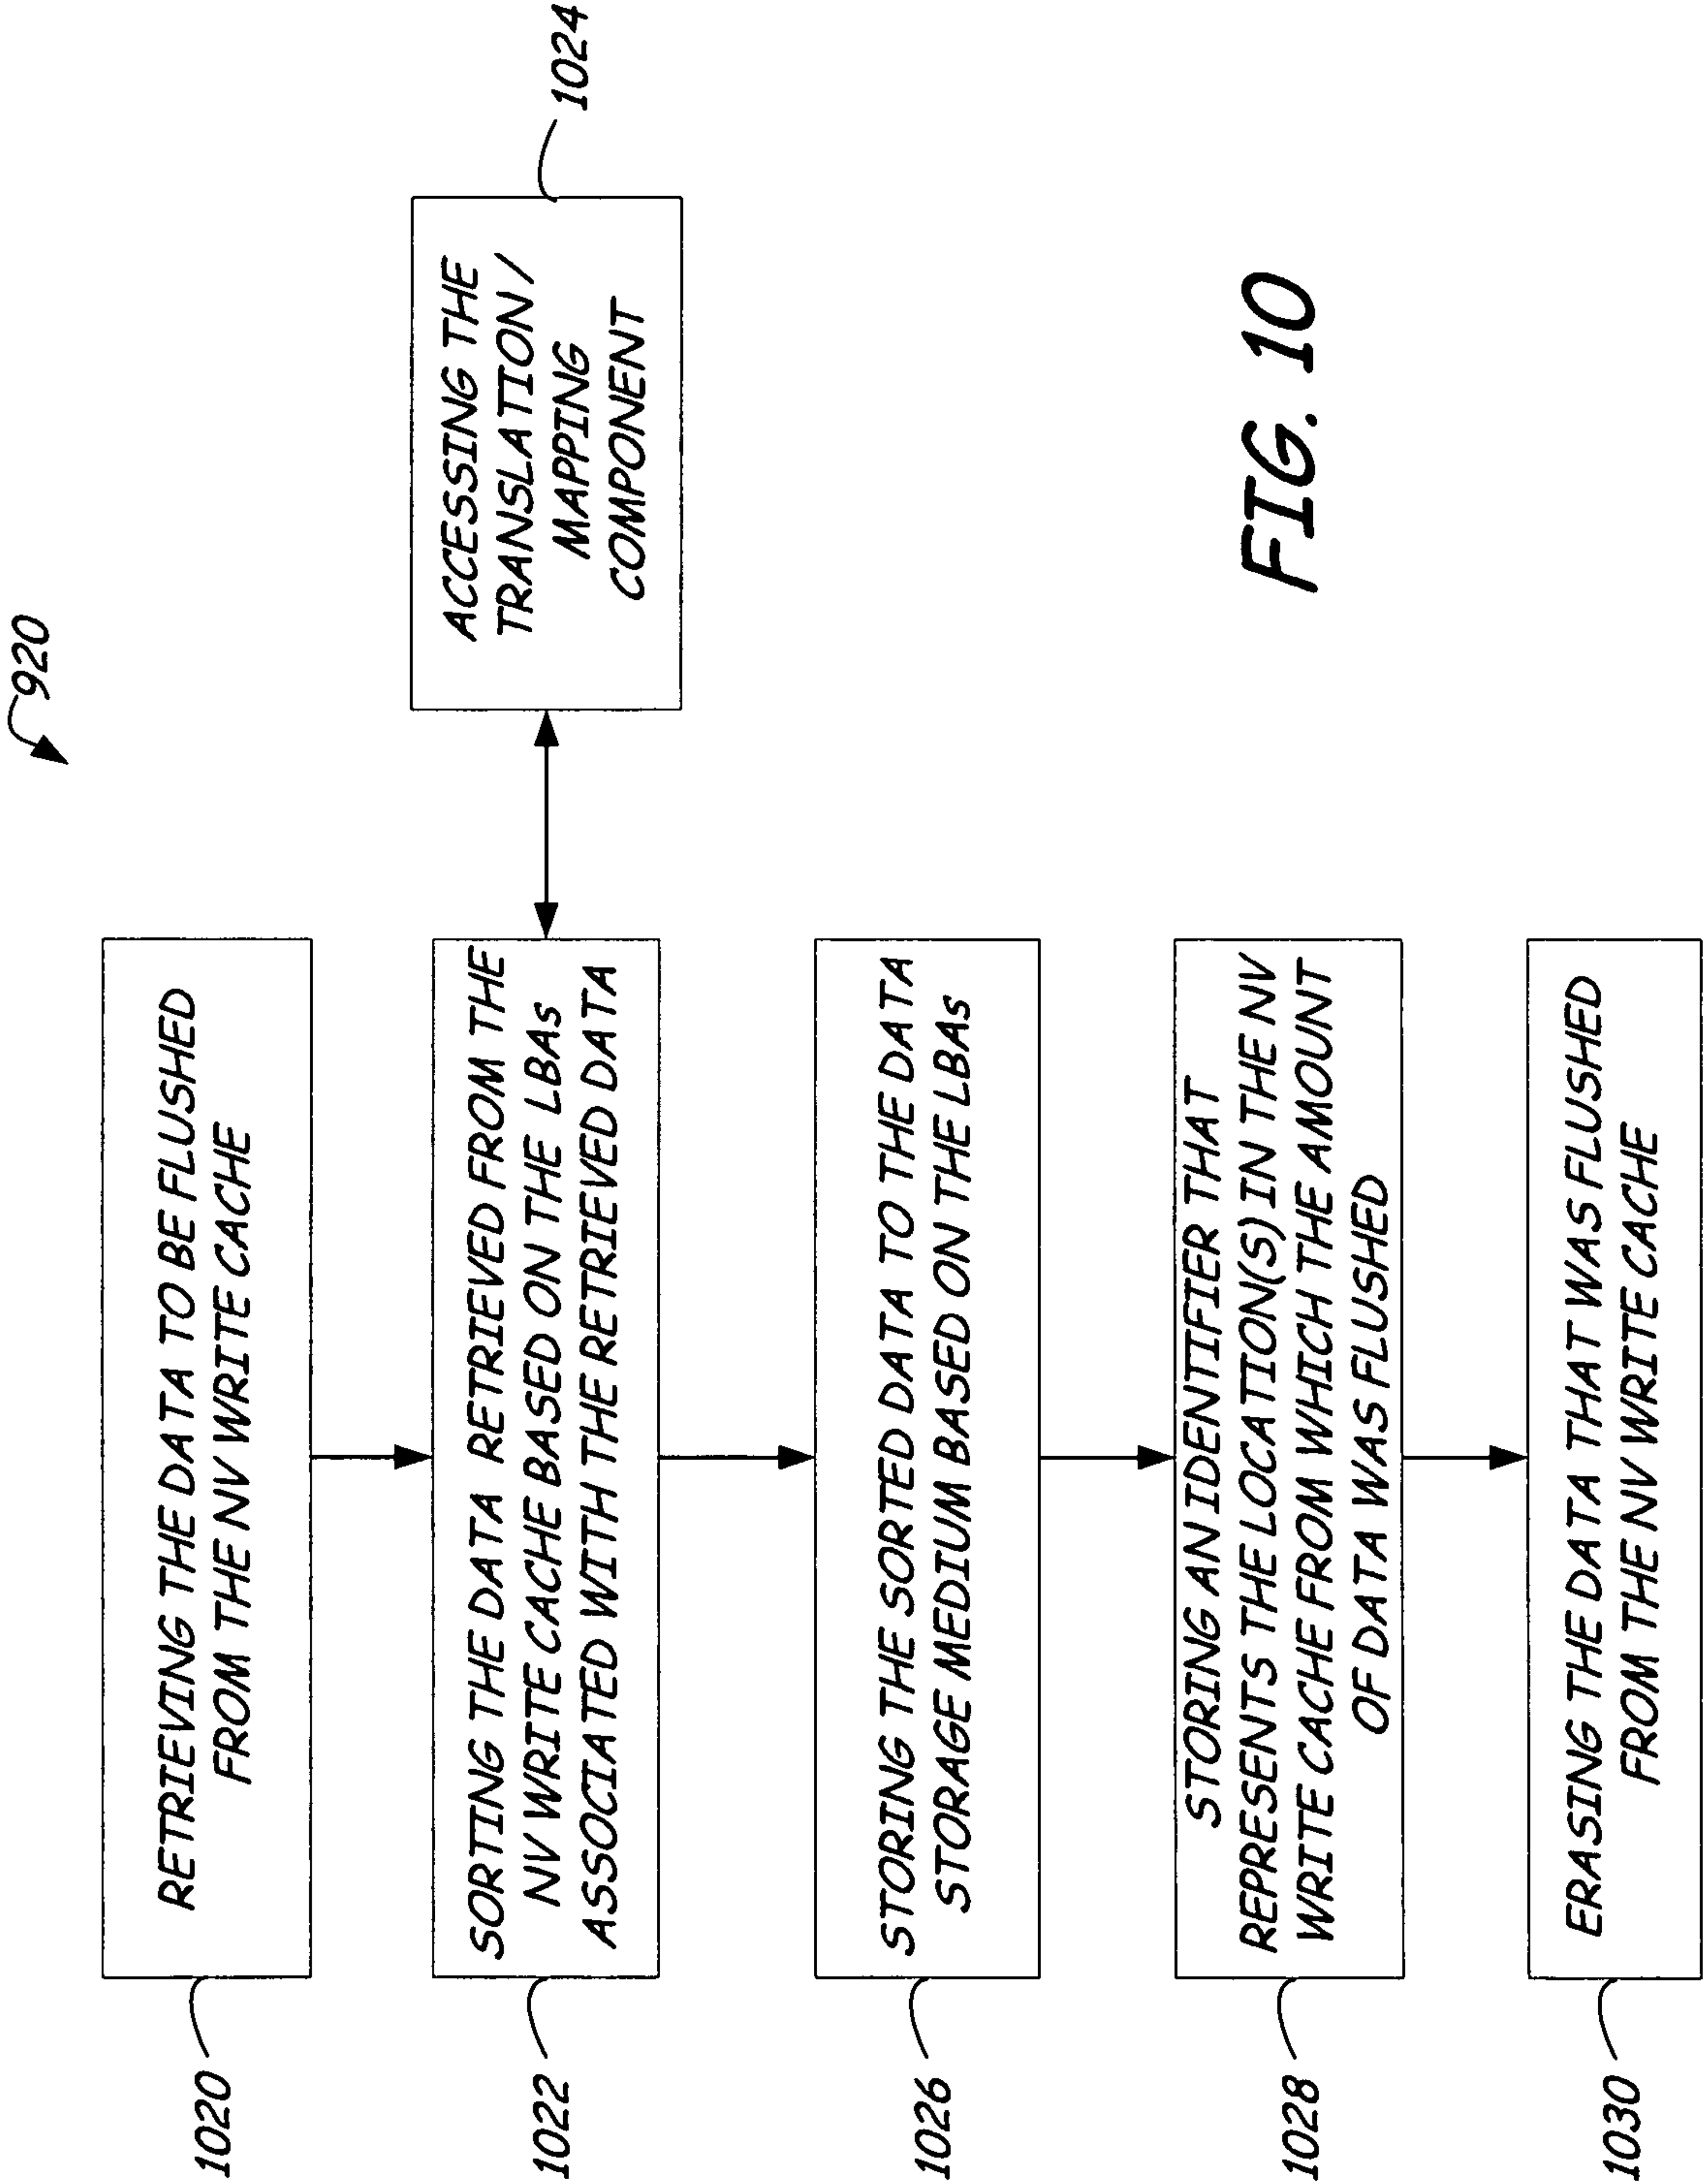 920
RETRIEVING THE DATA TO BE FLUSHED
FROM THE NV WRITE CACHE
1020
SORTING THE DATA RETRIEVED FROM THE
NV WRITE CACHE BASED ON THE LBAs
ASSOCIATED WITH THE RETRIEVED DATA
1022
ACCESSING THE
TRANSLATION /
MAPPING
COMPONENT
1024
STORING THE SORTED DATA TO THE DATA
STORAGE MEDIUM BASED ON THE LBAs
1026
STORING AN IDENTIFIER THAT
REPRESENTS THE LOCATION(S) IN THE NV
WRITE CACHE FROM WHICH THE AMOUNT
OF DATA WAS FLUSHED
1028
ERASING THE DATA THAT WAS FLUSHED
FROM THE NV WRITE CACHE
1030
FIG. 10